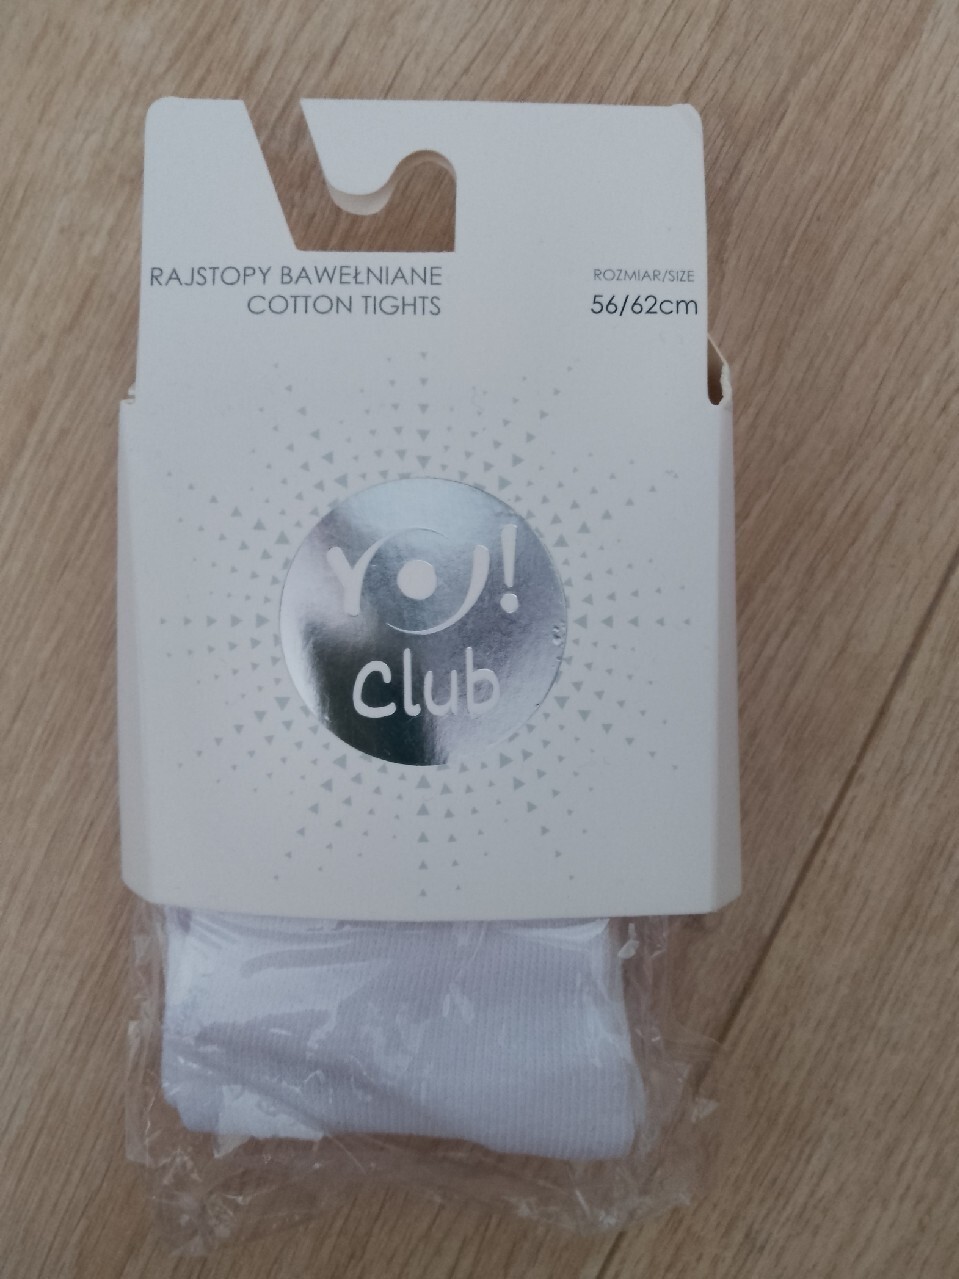 RAJSTOPY BAWEŁNIANE
COTTON TIGHTS
ROZMIAR/SIZE
56/62cm
YO!
Club